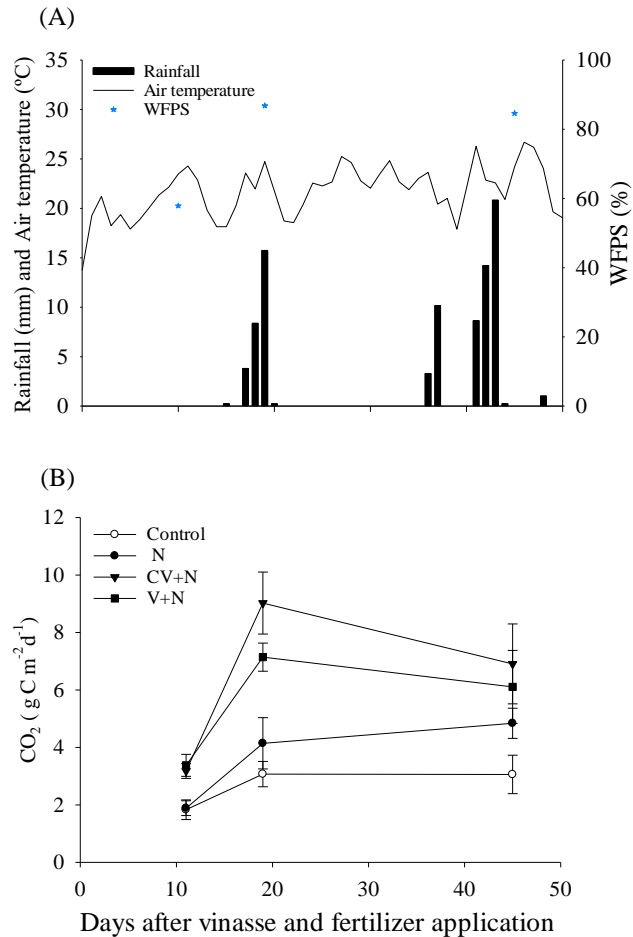 (A)
Rainfall (mm) and Air temperature (ºC)
35
30
25
20
15
10
5
0
Rainfall
Air temperature
WFPS
100
80
60
40
20
0
WFPS (%)
(B)
CO₂ ( g C m⁻²d⁻¹)
12
10
8
6
4
2
0
Control
N
CV+N
V+N
0 10 20 30 40 50
Days after vinasse and fertilizer application